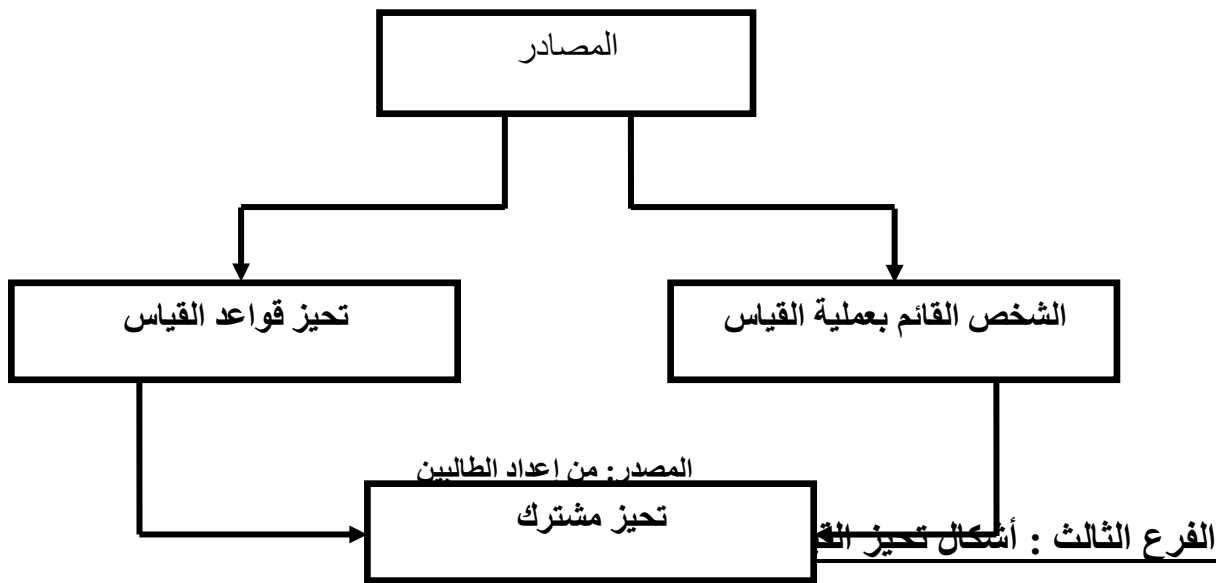 المصادر
الشخص القائم بعملية القياس
تحيز قواعد القياس
المصدر: من إعداد الطالبين
تحيز مشترك
الفرع الثالث : أشكال تحيز